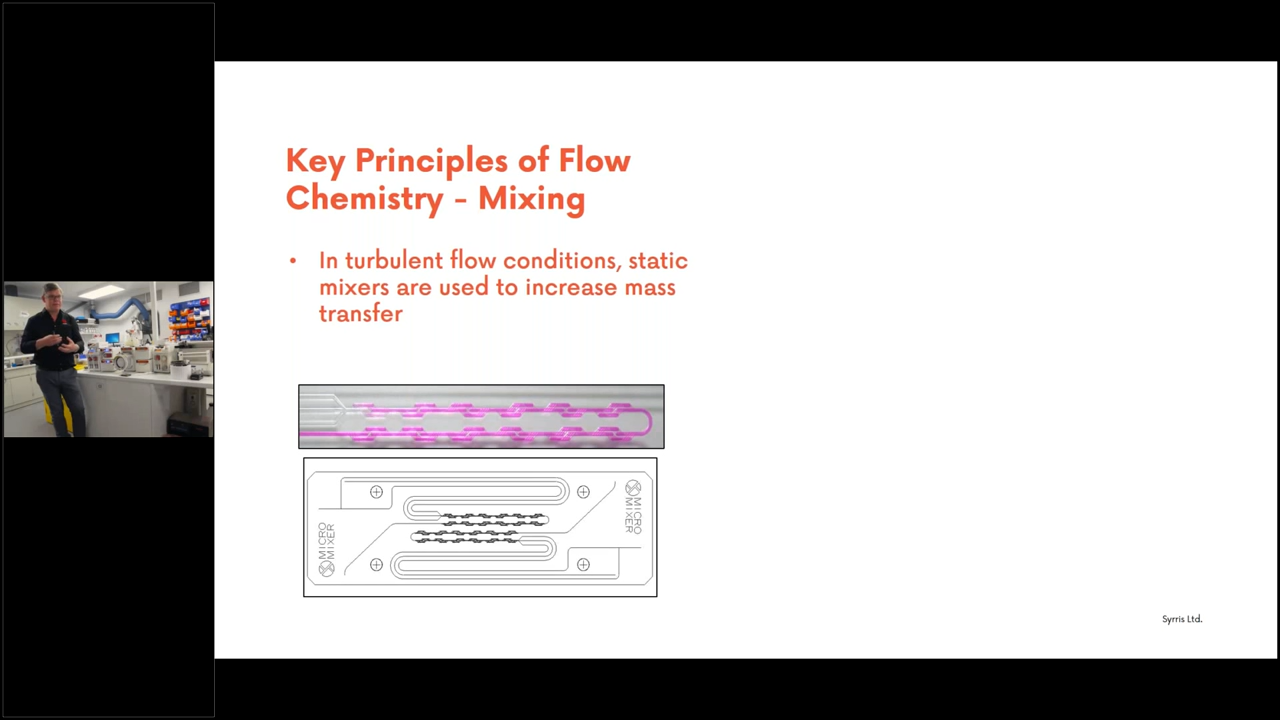 Key Principles of Flow
Chemistry - Mixing
• In turbulent flow conditions, static
mixers are used to increase mass
transfer
MICRO
MIXER
MICRO
MIXER
Syrris Ltd.